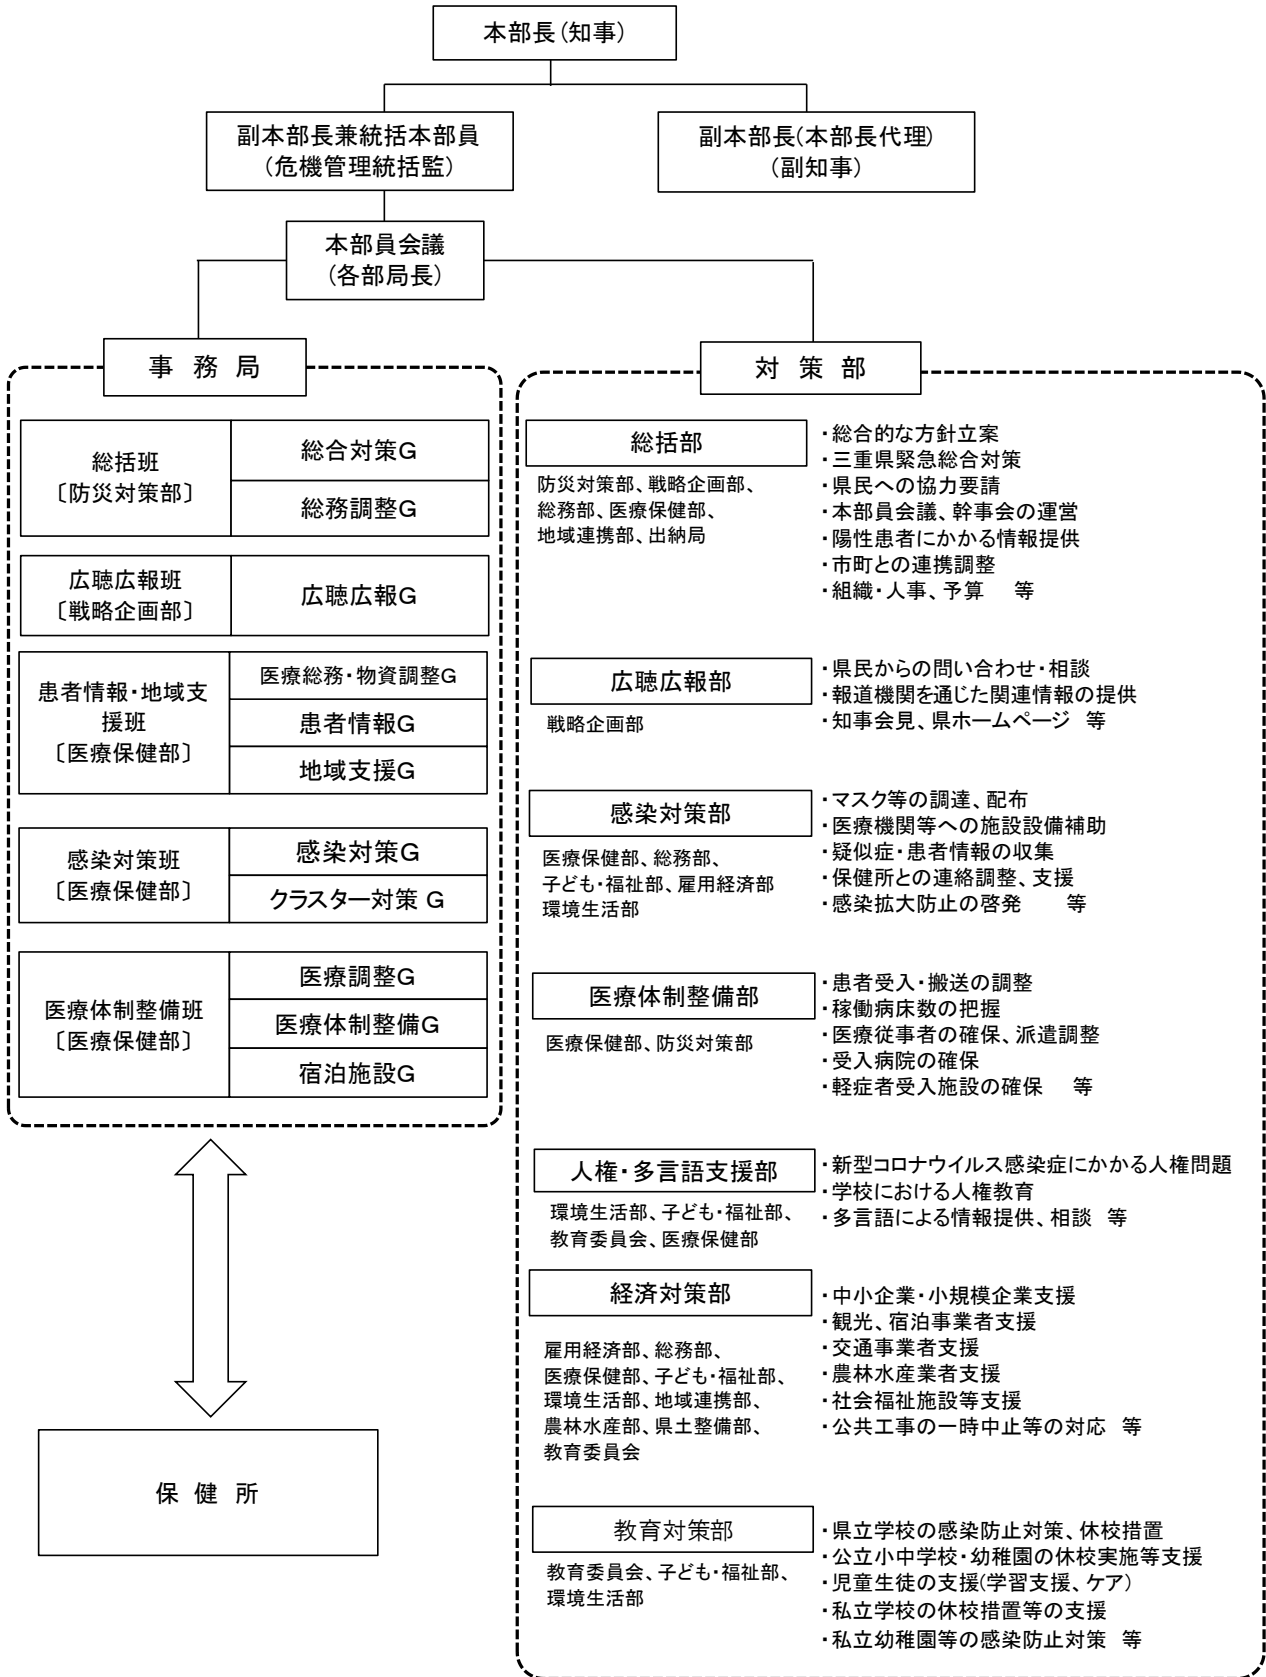 本部長(知事)
副本部長兼統括本部員
(危機管理統括監)
副本部長(本部長代理)
(副知事)
本部員会議
(各部局長)
事 務 局
総括班
〔防災対策部〕
総合対策G
総務調整G
広聴広報班
〔戦略企画部〕
広聴広報G
患者情報・地域支
援班
〔医療保健部〕
医療総務・物資調整G
患者情報G
地域支援G
感染対策班
〔医療保健部〕
感染対策G
クラスター対策 G
医療体制整備班
〔医療保健部〕
医療調整G
医療体制整備G
宿泊施設G
保 健 所
対 策 部
総括部
防災対策部、戦略企画部、
総務部、医療保健部、
地域連携部、出納局
・総合的な方針立案
・三重県緊急総合対策
・県民への協力要請
・本部員会議、幹事会の運営
・陽性患者にかかる情報提供
・市町との連携調整
・組織・人事、予算 等
広聴広報部
戦略企画部
・県民からの問い合わせ・相談
・報道機関を通じた関連情報の提供
・知事会見、県ホームページ 等
感染対策部
医療保健部、総務部、
子ども・福祉部、雇用経済部
環境生活部
・マスク等の調達、配布
・医療機関等への施設設備補助
・疑似症・患者情報の収集
・保健所との連絡調整、支援
・感染拡大防止の啓発 等
医療体制整備部
医療保健部、防災対策部
・患者受入・搬送の調整
・稼働病床数の把握
・医療従事者の確保、派遣調整
・受入病院の確保
・軽症者受入施設の確保 等
人権・多言語支援部
環境生活部、子ども・福祉部、
教育委員会、医療保健部
・新型コロナウイルス感染症にかかる人権問題
・学校における人権教育
・多言語による情報提供、相談 等
経済対策部
雇用経済部、総務部、
医療保健部、子ども・福祉部、
環境生活部、地域連携部、
農林水産部、県土整備部、
教育委員会
・中小企業・小規模企業支援
・観光、宿泊事業者支援
・交通事業者支援
・農林水産業者支援
・社会福祉施設等支援
・公共工事の一時中止等の対応 等
教育対策部
教育委員会、子ども・福祉部、
環境生活部
・県立学校の感染防止対策、休校措置
・公立小中学校・幼稚園の休校実施等支援
・児童生徒の支援(学習支援、ケア)
・私立学校の休校措置等の支援
・私立幼稚園等の感染防止対策 等